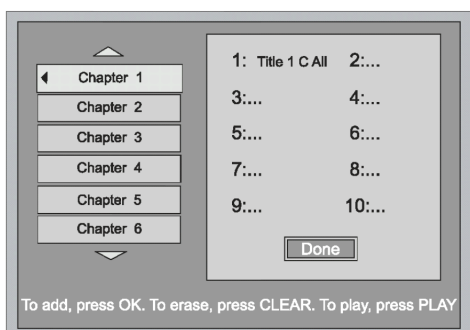 Chapter 1
Chapter 2
Chapter 3
Chapter 4
Chapter 5
Chapter 6
1: Title 1 C All 2:...
3:... 4:...
5:... 6:...
7:... 8:...
9:... 10:...
Done
To add, press OK. To erase, press CLEAR. To play, press PLAY